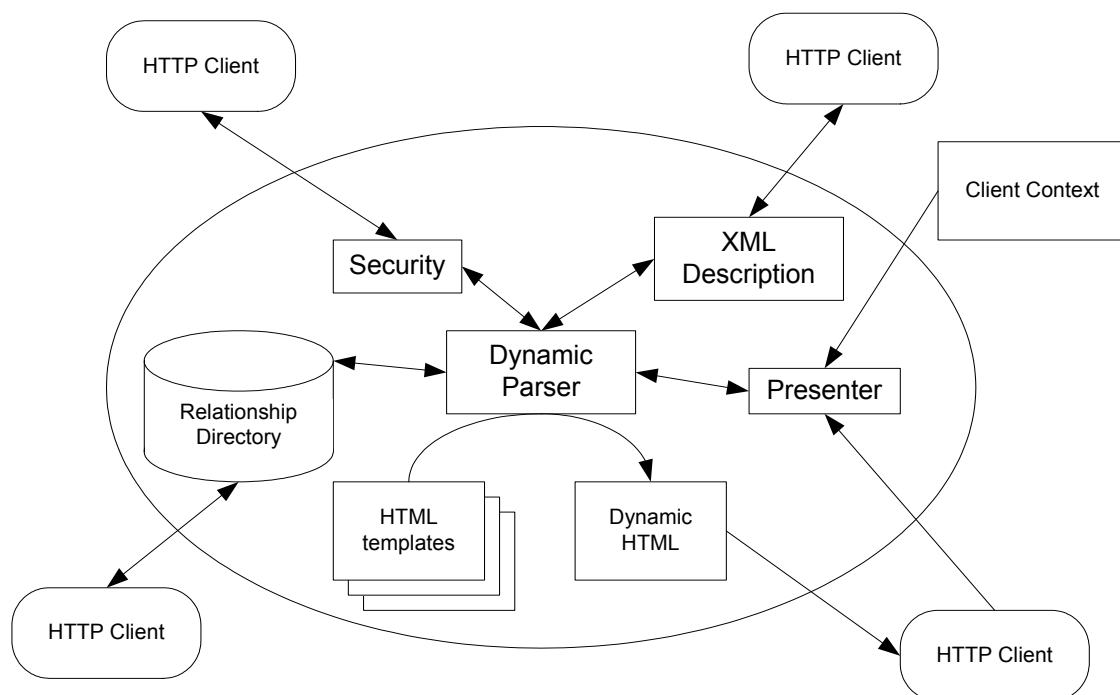 HTTP Client
HTTP Client
Client Context
Security
XML
Description
Dynamic
Parser
Presenter
Relationship
Directory
HTML
templates
Dynamic
HTML
HTTP Client
HTTP Client